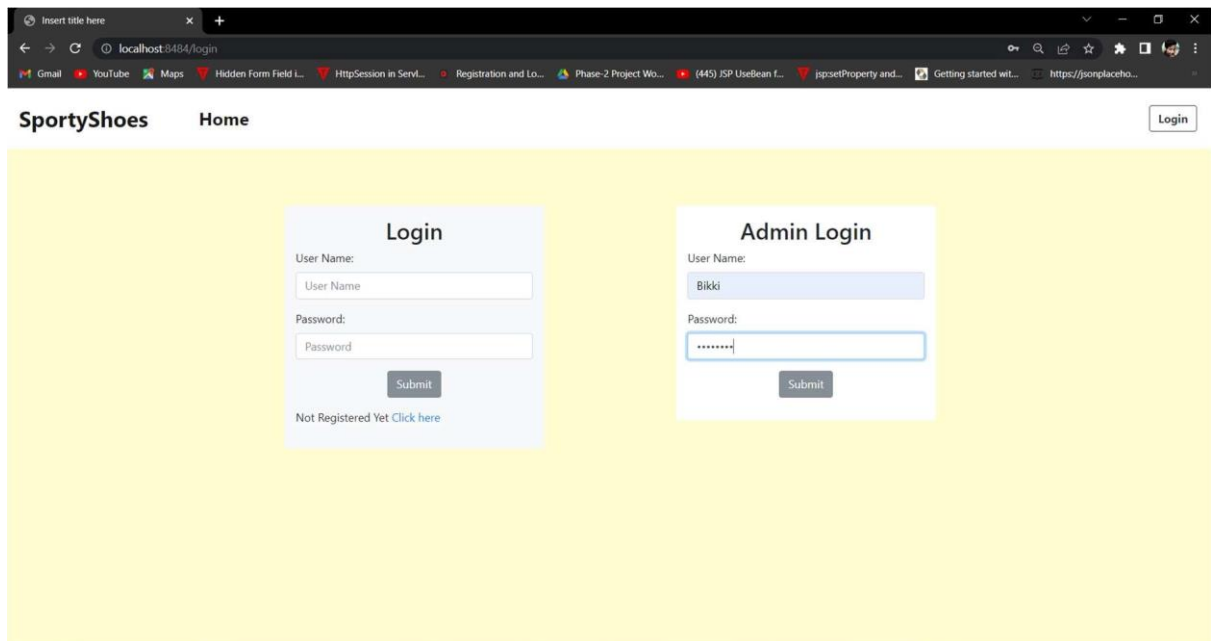 Insert title here
localhost:8484/login
Gmail YouTube Maps Hidden Form Field i... HttpSession in Servl... Registration and Lo... Phase-2 Project Wo... (445) JSP UseBean f... jsp:setProperty and... Getting started wit... https://jsonplaceho...
SportyShoes Home Login
Login
User Name:
User Name
Password:
Password
Submit
Not Registered Yet Click here
Admin Login
User Name:
Bikki
Password:
••••••••
Submit